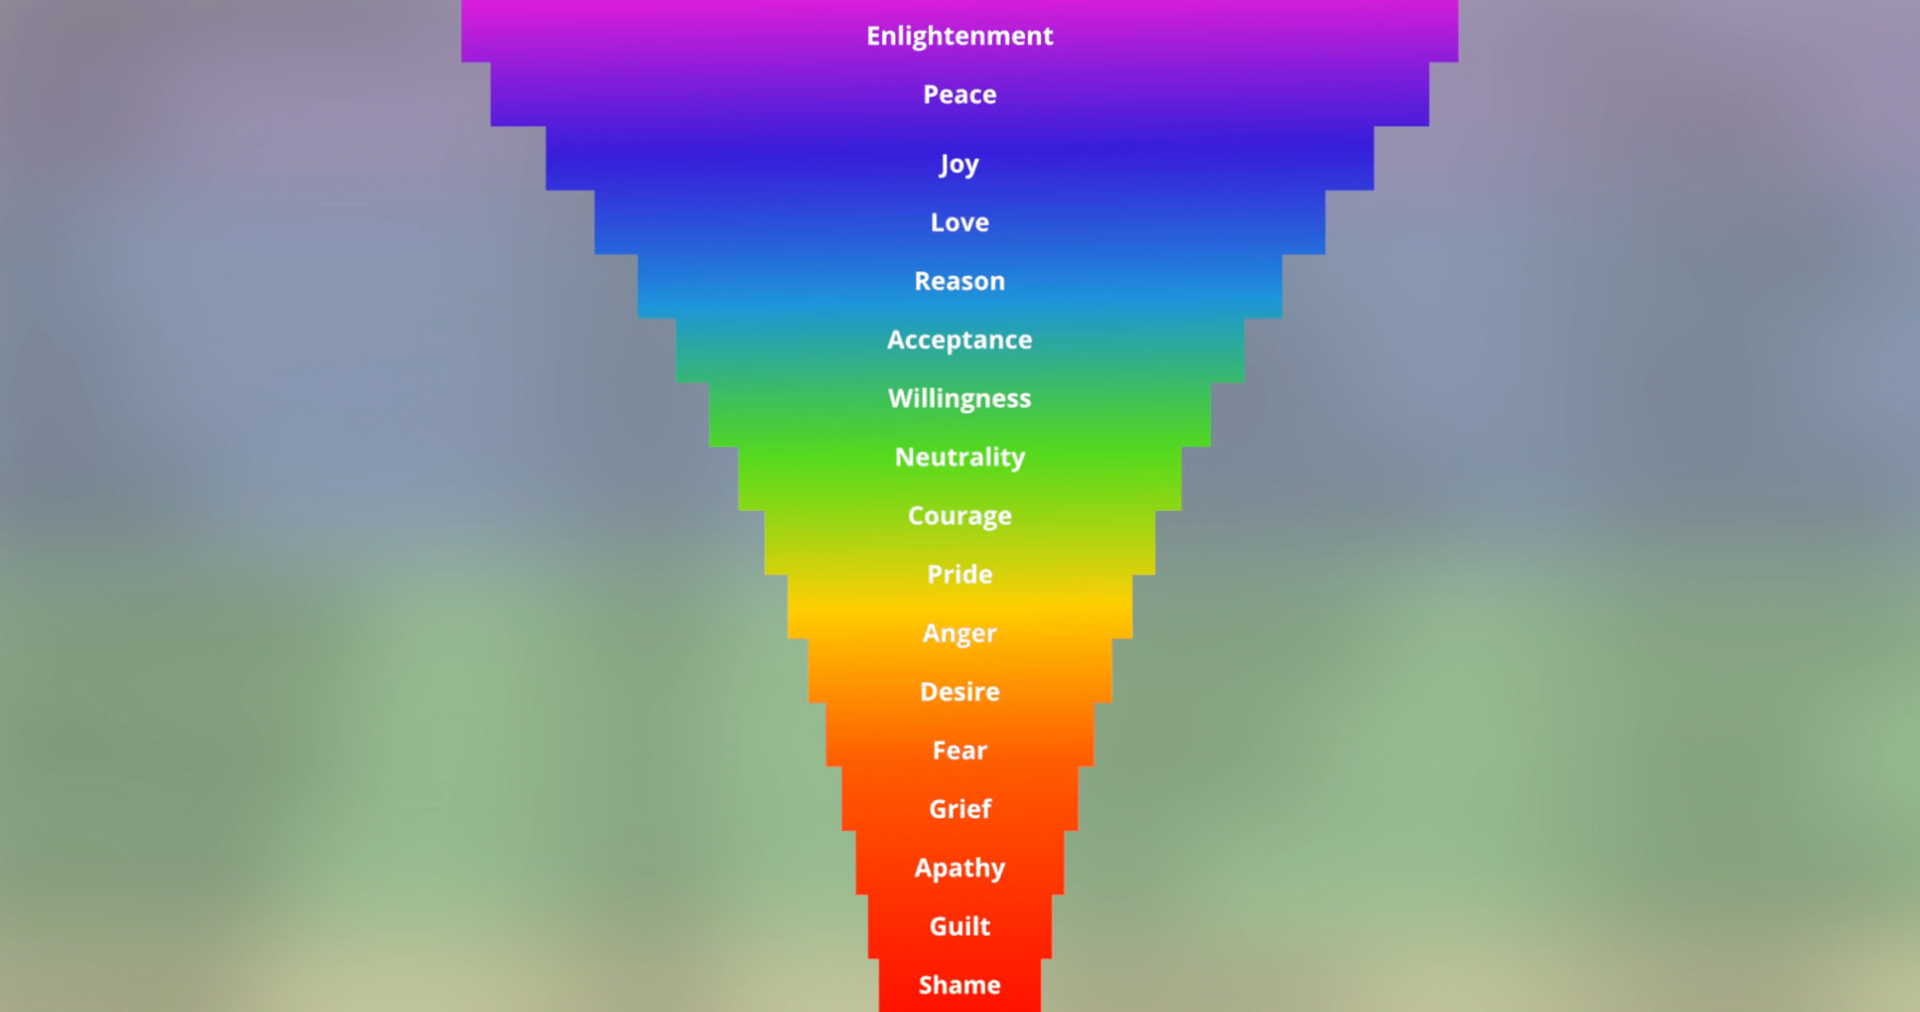 Enlightenment
Peace
Joy
Love
Reason
Acceptance
Willingness
Neutrality
Courage
Pride
Anger
Desire
Fear
Grief
Apathy
Guilt
Shame